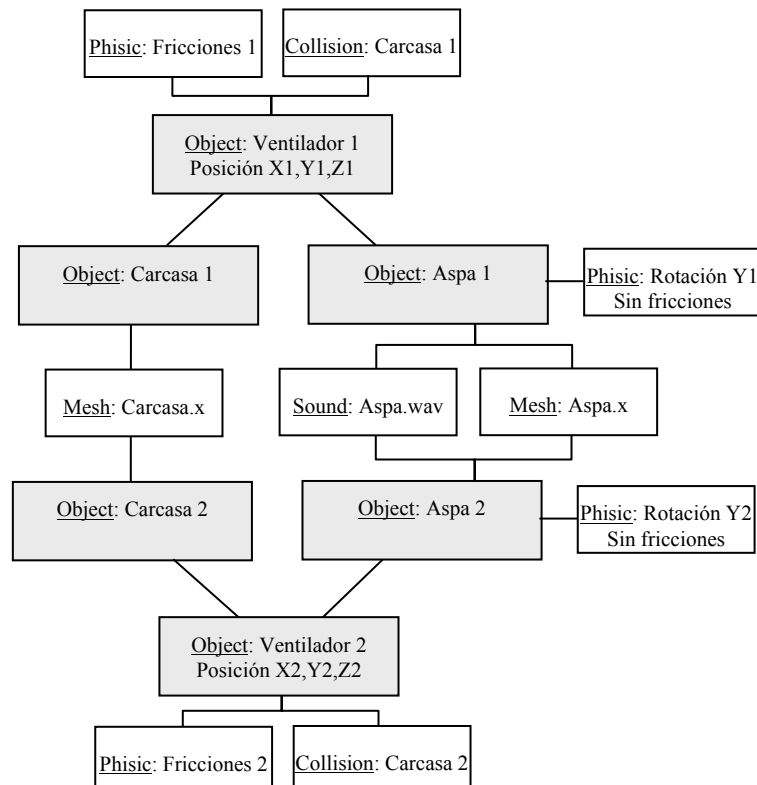 Phisic: Fricciones 1
Collision: Carcasa 1
Object: Ventilador 1
Posición X1,Y1,Z1
Object: Carcasa 1
Object: Aspa 1
Phisic: Rotación Y1
Sin fricciones
Mesh: Carcasa.x
Sound: Aspa.wav
Mesh: Aspa.x
Object: Carcasa 2
Object: Aspa 2
Phisic: Rotación Y2
Sin fricciones
Object: Ventilador 2
Posición X2,Y2,Z2
Phisic: Fricciones 2
Collision: Carcasa 2